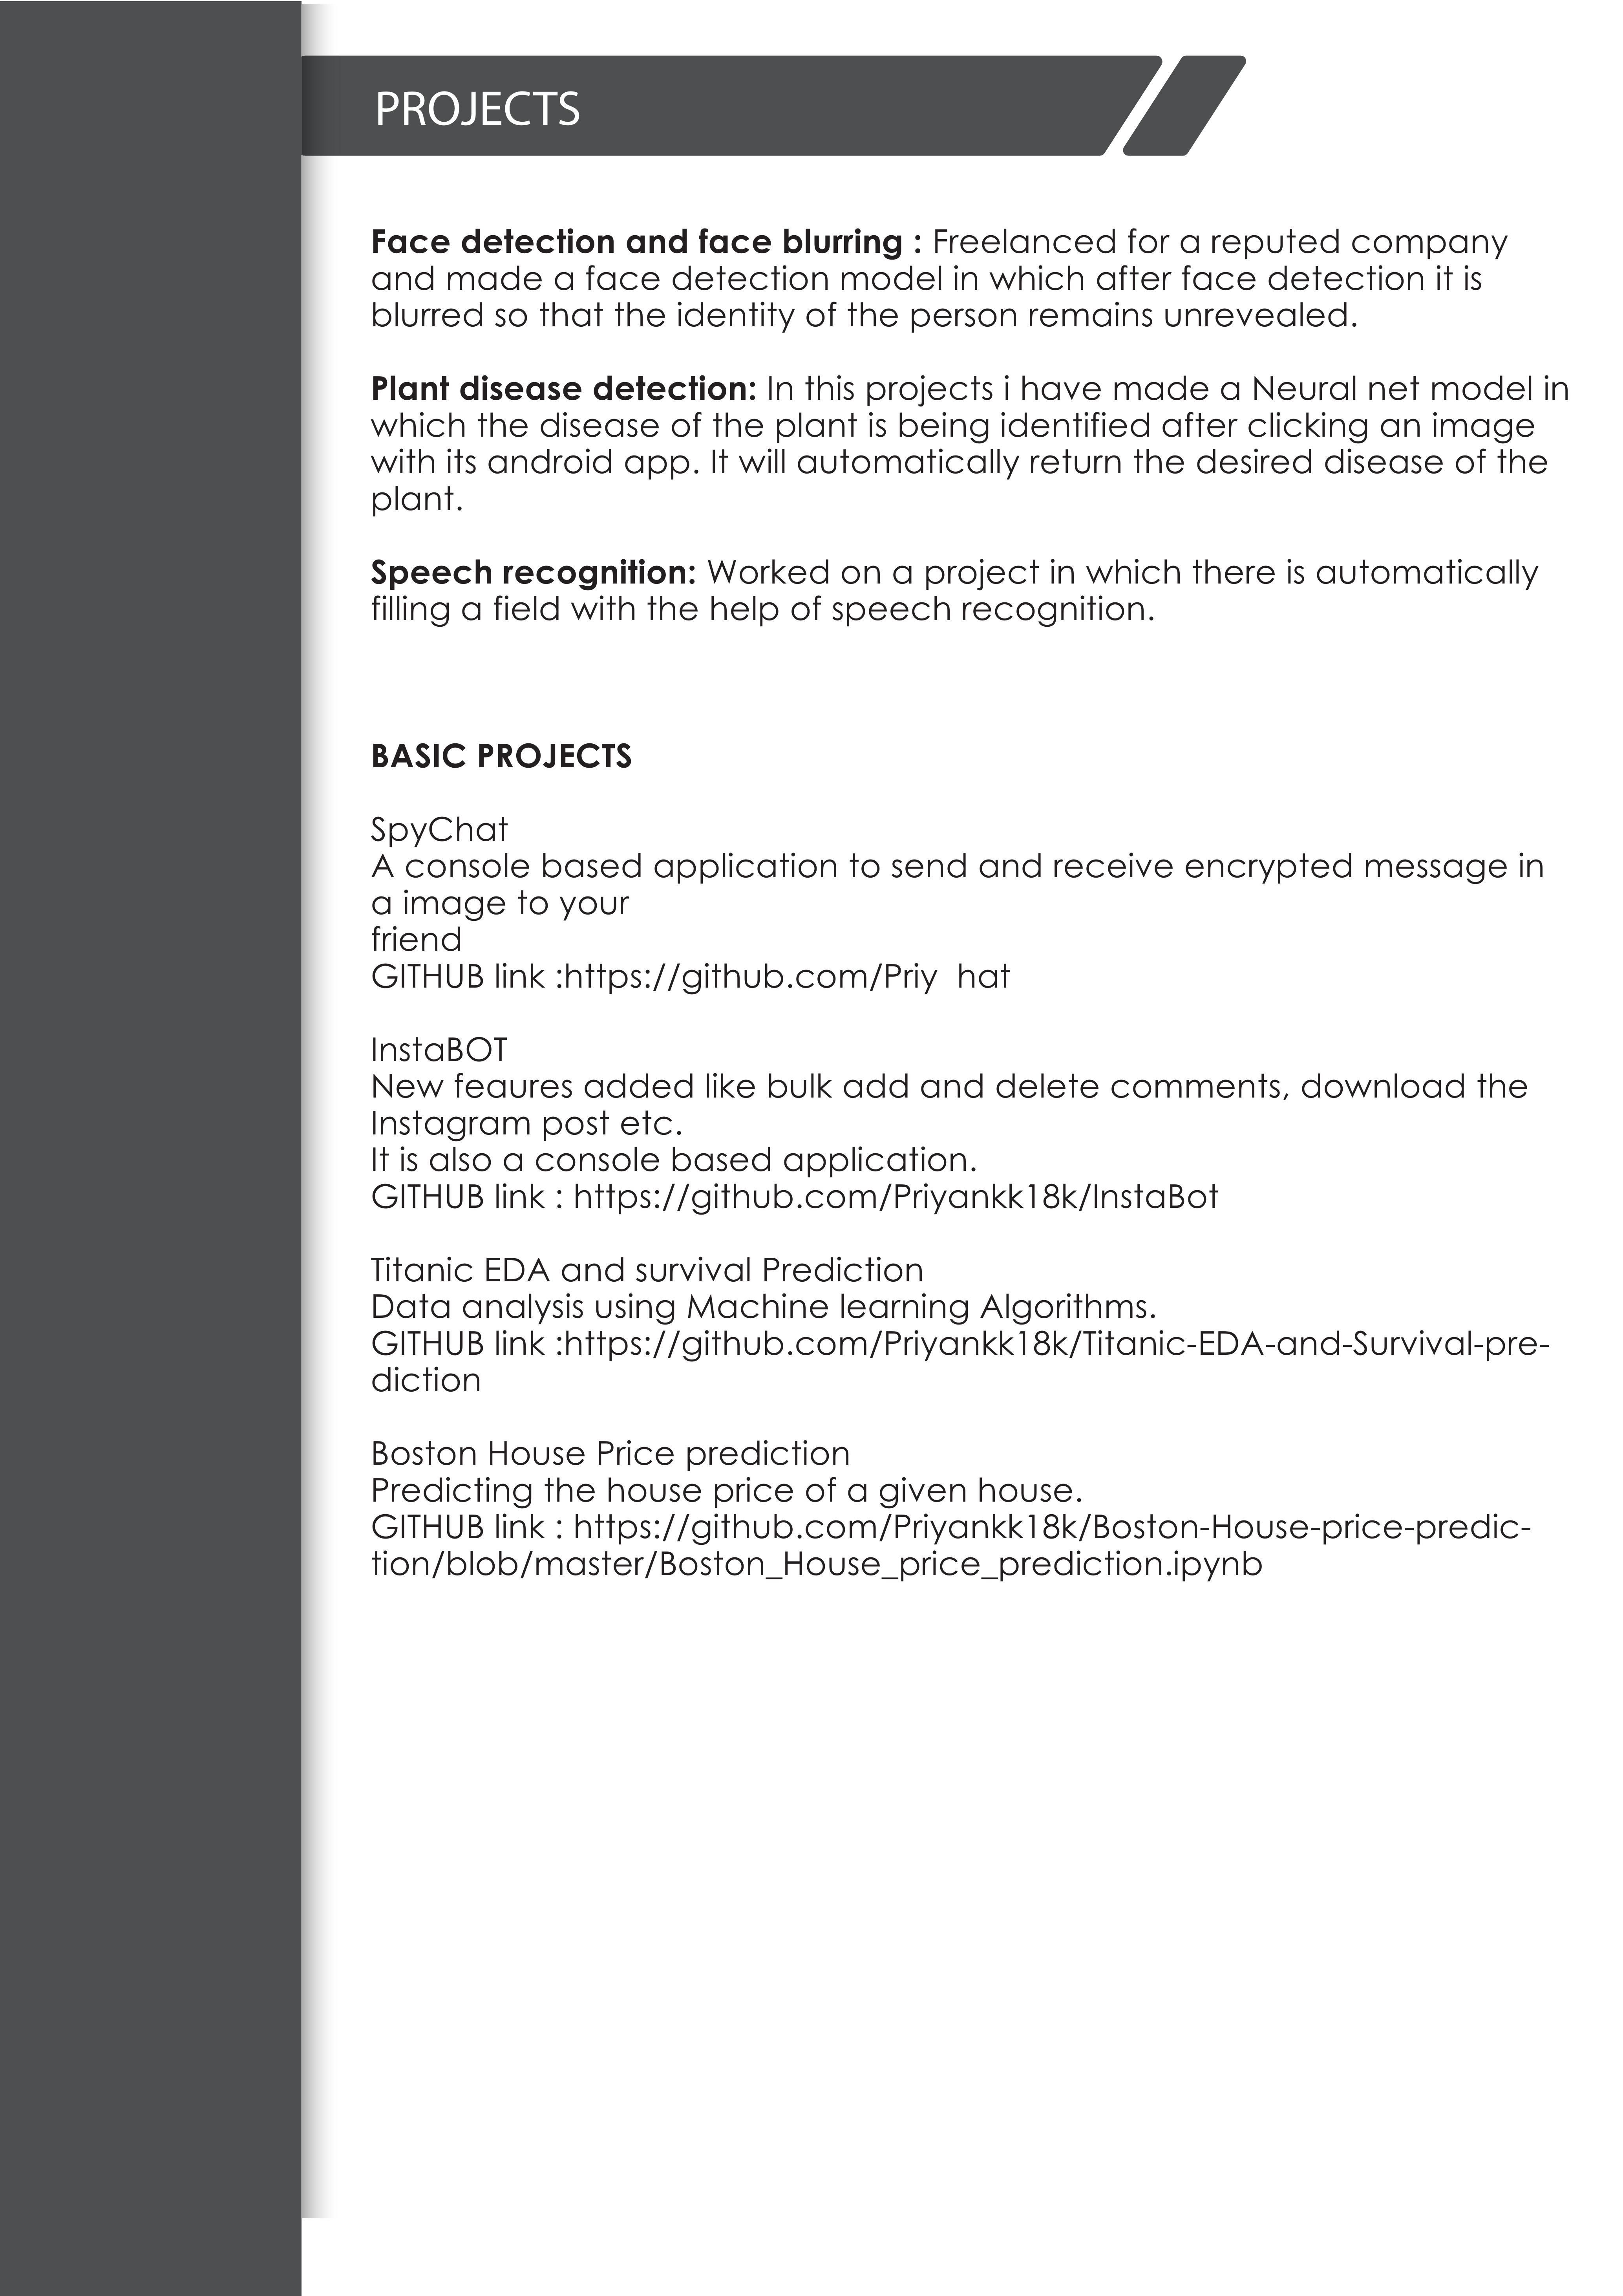 PROJECTS
Face detection and face blurring : Freelanced for a reputed company
and made a face detection model in which after face detection it is
blurred so that the identity of the person remains unrevealed.
Plant disease detection: In this projects i have made a Neural net model in
which the disease of the plant is being identified after clicking an image
with its android app. It will automatically return the desired disease of the
plant.
Speech recognition: Worked on a project in which there is automatically
filling a field with the help of speech recognition.
BASIC PROJECTS
SpyChat
A console based application to send and receive encrypted message in
a image to your
friend
GITHUB link :https://github.com/Priy  hat
InstaBOT
New feaures added like bulk add and delete comments, download the
Instagram post etc.
It is also a console based application.
GITHUB link : https://github.com/Priyankk18k/InstaBot
Titanic EDA and survival Prediction
Data analysis using Machine learning Algorithms.
GITHUB link :https://github.com/Priyankk18k/Titanic-EDA-and-Survival-pre-
diction
Boston House Price prediction
Predicting the house price of a given house.
GITHUB link : https://github.com/Priyankk18k/Boston-House-price-predic-
tion/blob/master/Boston_House_price_prediction.ipynb